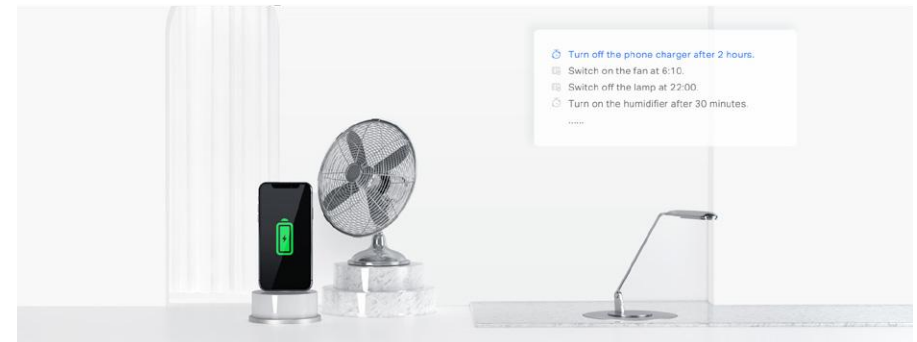 Turn off the phone charger after 2 hours.
Switch on the fan at 6:10.
Switch off the lamp at 22:00.
Turn on the humidifier after 30 minutes.
......